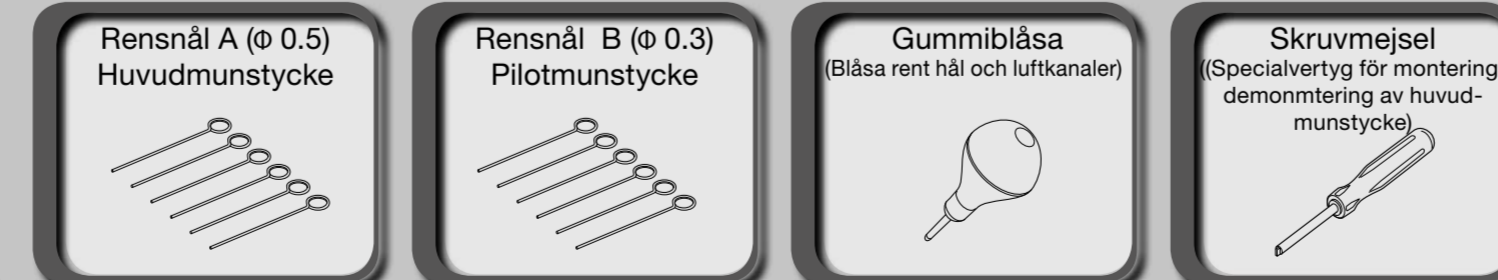 Rensnål A (Φ 0.5)
Huvudmunstycke
Rensnål B (Φ 0.3)
Pilotmunstycke
Gummiblåsa
(Blåsa rent hål och luftkanaler)
Skruvmejsel
((Specialvertyg för montering
demonmtering av huvud-
munstycke)